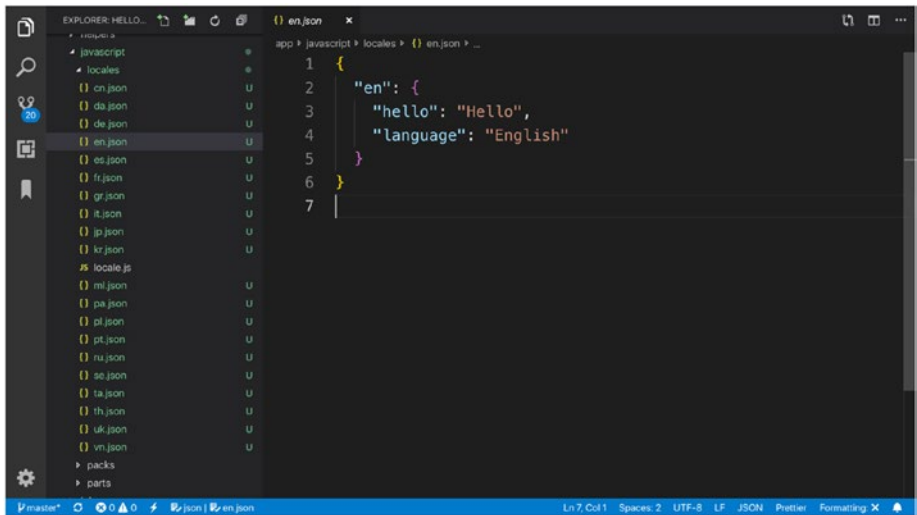 EXPLORER: HELLO...
helpers
javascript
locales
{} cn.json U
{} da.json U
{} de.json U
{} en.json U
{} es.json U
{} fr.json U
{} gr.json U
{} it.json U
{} jp.json U
{} kr.json U
JS locale.js
{} ml.json U
{} pa.json U
{} pl.json U
{} pt.json U
{} ru.json U
{} se.json U
{} ta.json U
{} th.json U
{} uk.json U
{} vn.json U
packs
parts
20
{} en.json ×
app ▸ javascript ▸ locales ▸ {} en.json ▸ ...
1 {
2 "en": {
3 "hello": "Hello",
4 "language": "English"
5 }
6 }
7
master* 0 0 json | en.json Ln 7, Col 1 Spaces: 2 UTF-8 LF JSON Prettier Formatting: ✕